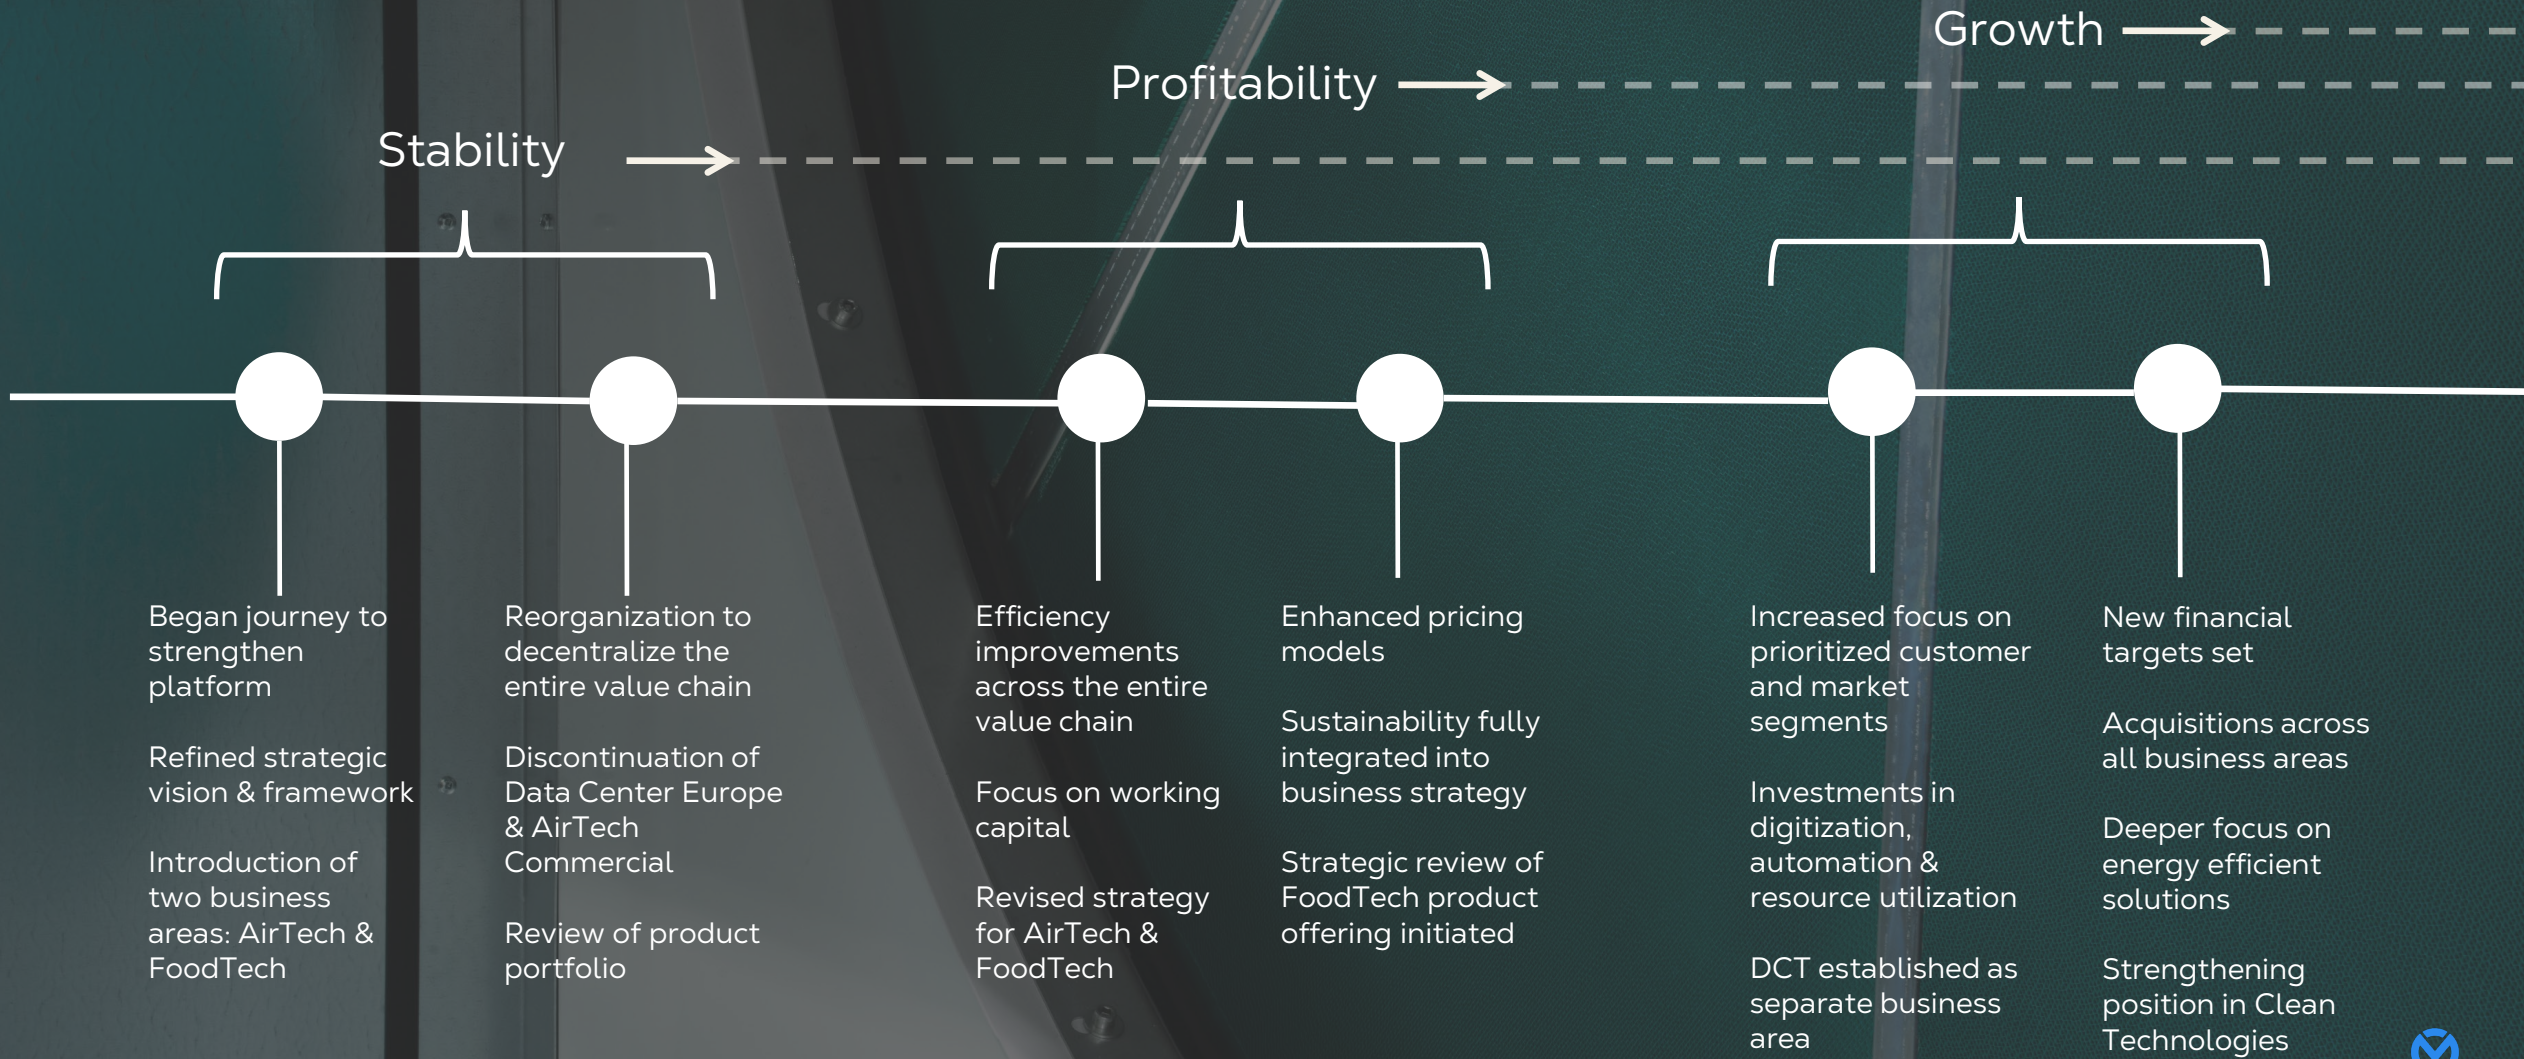 Growth
Profitability
Stability
Began journey to
strengthen
platform
Refined strategic
vision & framework
Introduction of
two business
areas: AirTech &
FoodTech
Reorganization to
decentralize the
entire value chain
Discontinuation of
Data Center Europe
& AirTech
Commercial
Review of product
portfolio
Efficiency
improvements
across the entire
value chain
Focus on working
capital
Revised strategy
for AirTech &
FoodTech
Enhanced pricing
models
Sustainability fully
integrated into
business strategy
Strategic review of
FoodTech product
offering initiated
Increased focus on
prioritized customer
and market
segments
Investments in
digitization,
automation &
resource utilization
DCT established as
separate business
area
New financial
targets set
Acquisitions across
all business areas
Deeper focus on
energy efficient
solutions
Strengthening
position in Clean
Technologies